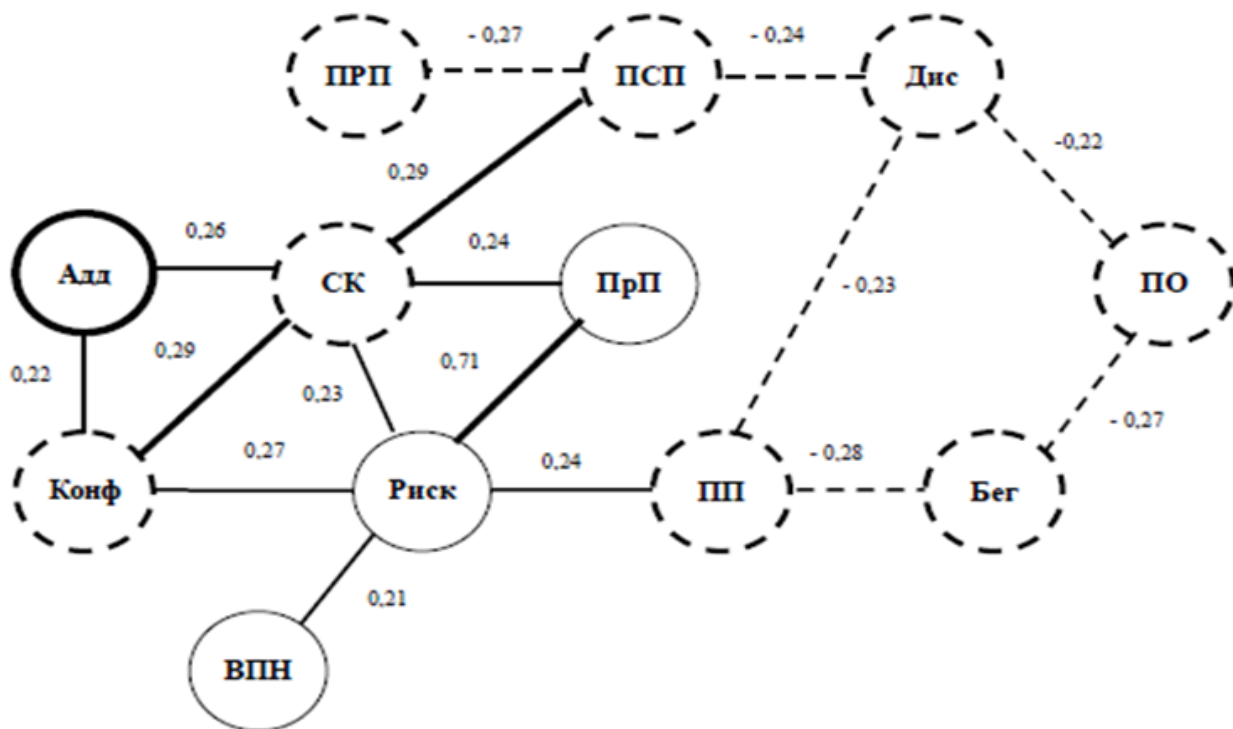 - 0,27
- 0,24
ПРП
ПСП
Дис
-0,22
0,29
0,26
0,24
Адд
СК
ПрП
- 0,23
ПО
0,29
0,71
0,22
0,23
- 0,27
0,27
0,24
- 0,28
Конф
Риск
ПП
Бег
0,21
ВПН